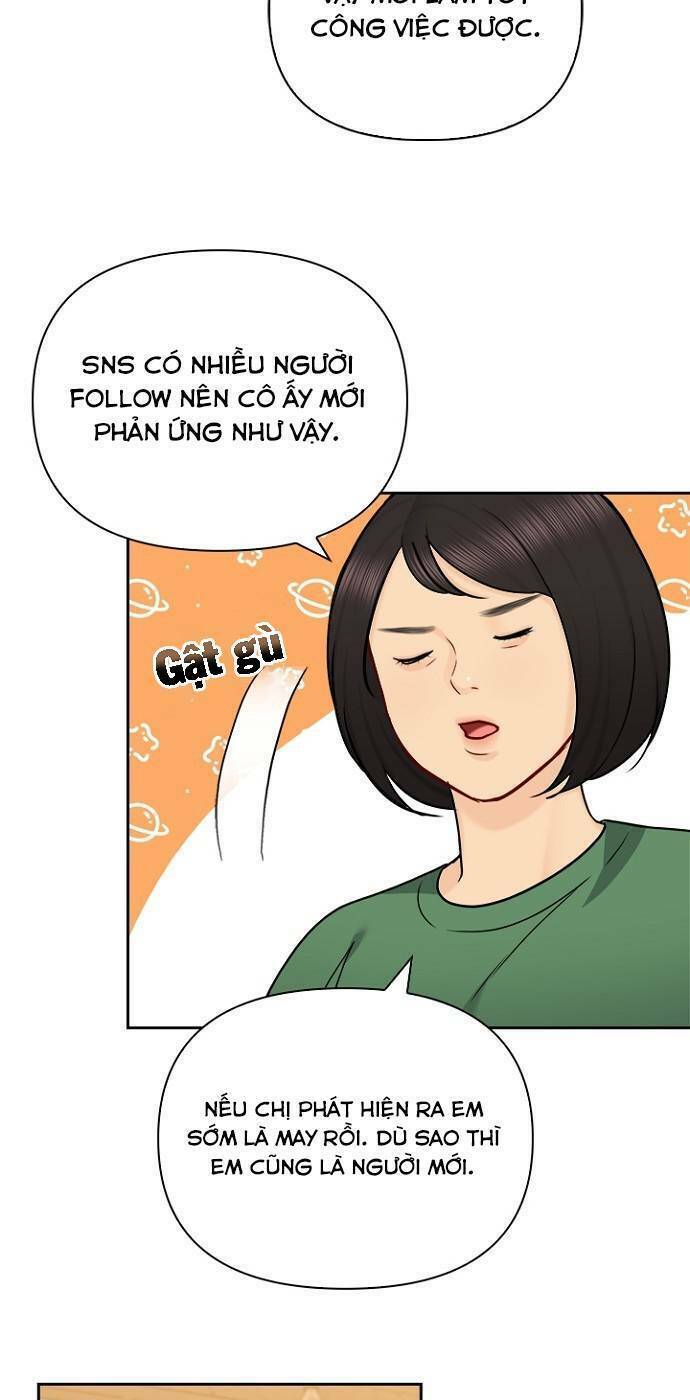 CÔNG VIỆC ĐƯỢC.
SNS CÓ NHIỀU NGƯỜI
FOLLOW NÊN CÔ ẤY MỚI
PHẢN ỨNG NHƯ VẬY.
Gật gù
NẾU CHỊ PHÁT HIỆN RA EM
SỚM LÀ MAY RỒI. DÙ SAO THÌ
EM CŨNG LÀ NGƯỜI MỚI.